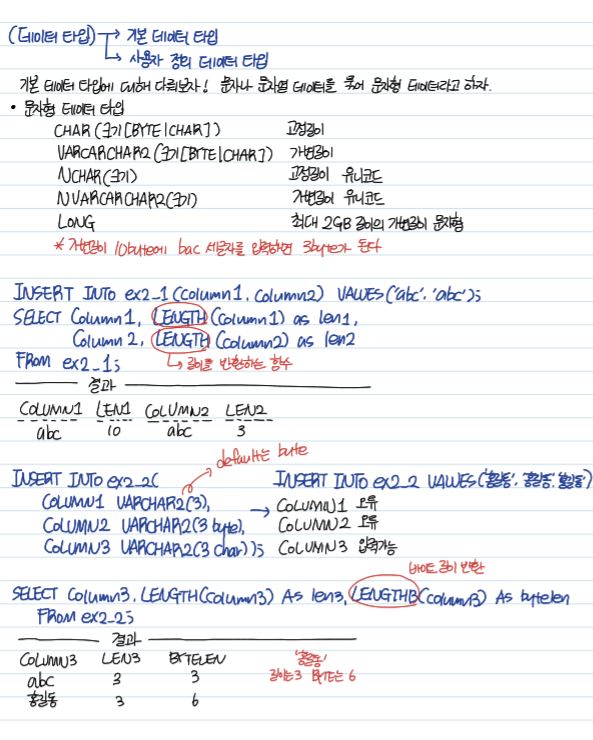 (데이터 타입) → 기본 데이터 타입
↳ 사용자 정의 데이터 타입
기본 데이터 타입에 대해 다뤄보자! 문자나 문자열 데이터를 묶어 문자형 데이터라고 하자.
• 문자형 데이터 타입
CHAR (크기[BYTE|CHAR]) 고정길이
VARCARCHAR2 (크기[BYTE|CHAR]) 가변길이
NCHAR(크기) 고정길이 유니코드
NVARCARCHAR2(크기) 가변길이 유니코드
LONG 최대 2GB 길이의 가변길이 문자형
* 가변길이 10byte에 bac 세글자를 입력하면 3byte가 된다
INSERT INTO ex2_1 (column1, column2) VALUES('abc', 'abc');
SELECT Column1, LENGTH(Column1) as len1,
Column2, LENGTH (column2) as len2
FROM ex2_1; ↳ 길이를 반환하는 함수
결과
COLUMN1 LEN1 COLUMN2 LEN2
abc 10 abc 3
default는 byte
INSERT INTO ex2_2( INSERT INTO ex2_2 VALUES('홍길동', '홍길동', '홍길동')
COLUMN1 VARCHAR2(3), → COLUMN1 오류
COLUMN2 VARCHAR2(3 byte), COLUMN2 오류
COLUMN3 VARCHAR2(3 char)); COLUMN3 입력가능
바이트 길이 반환
SELECT Column3, LENGTH(column3) As len3, LENGTHB(column3) As bytelen
FROM ex2_2;
결과
COLUMN3 LEN3 BYTELEN '홍길동'
abc 3 3 길이는 3 BYTE는 6
홍길동 3 6